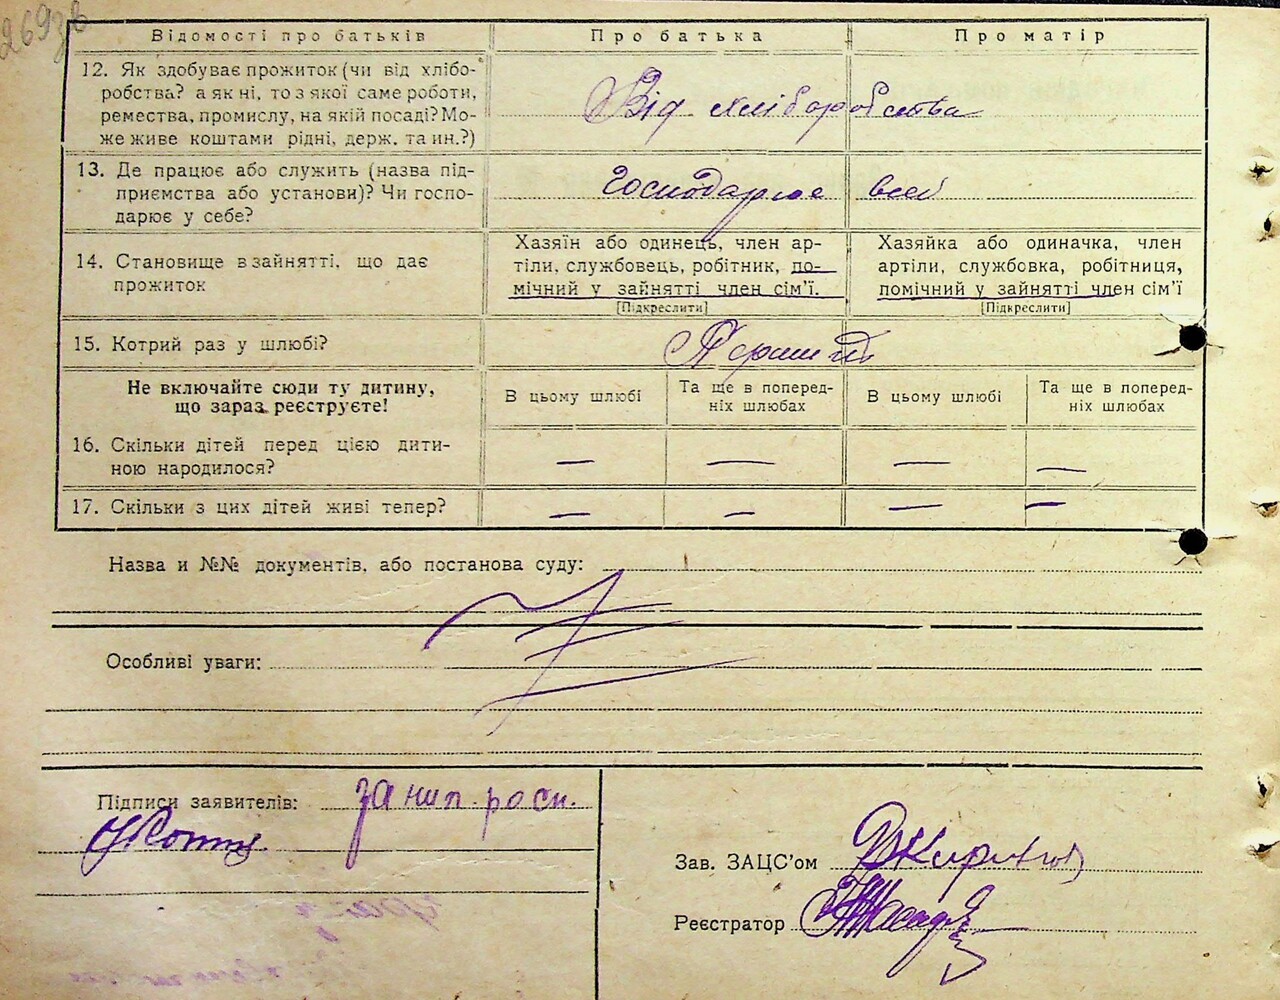 269зв
Відомості про батьків Про батька Про матір
12. Як здобуває прожиток (чи від хлібо-
робства? а як ні, то з якої саме роботи,
ремества, промислу, на якій посаді? Мо-
же живе коштами рідні, держ. та ин.?)
Від хліборобства
13. Де працює або служить (назва під-
приємства або установи)? Чи госпо-
дарює у себе?
Господарює
14. Становище в зайнятті, що дає
прожиток
Хазяїн або одинець, член ар-
тіли, службовець, робітник, по-
мічний у зайнятті член сім'ї.
[Підкреслити]
Хазяйка або одиначка, член
артіли, службовка, робітниця,
помічний у зайнятті член сім'ї
[Підкреслити]
15. Котрий раз у шлюбі?
Перший
Не включайте сюди ту дитину,
що зараз реєструєте!
В цьому шлюбі
Та ще в поперед-
ніх шлюбах
В цьому шлюбі
Та ще в поперед-
ніх шлюбах
16. Скільки дітей перед цією дити-
ною народилося?
— — — —
17. Скільки з цих дітей живі тепер?
— — — —
Назва и №№ документів, або постанова суду:
Особливі уваги:
Підписи заявителів: за нип. роси.
Зав. ЗАЦС'ом
Реєстратор